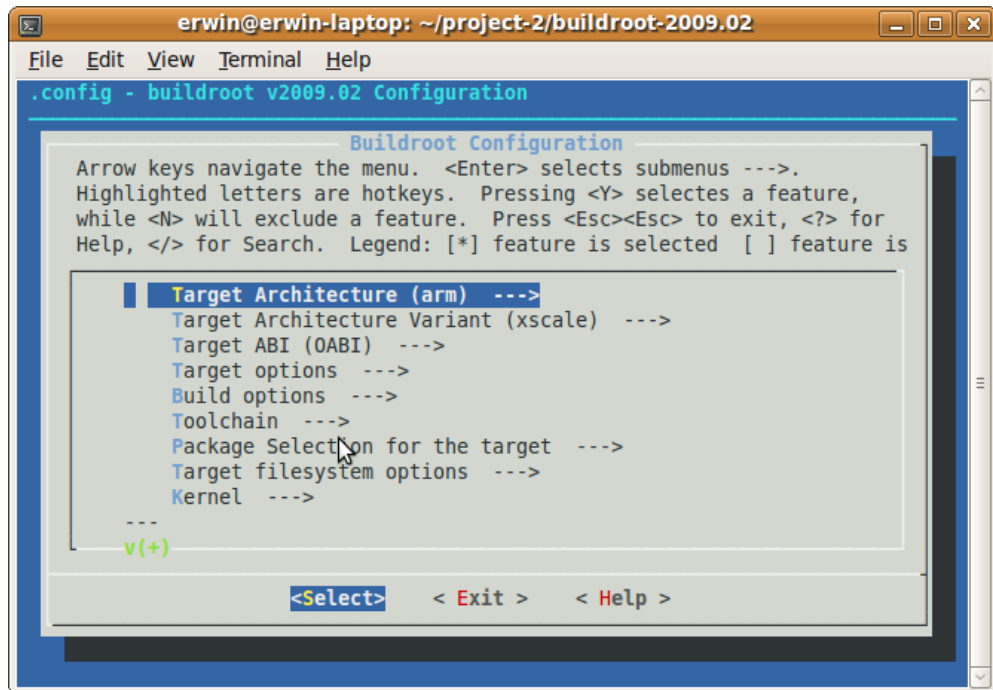 erwin@erwin-laptop: ~/project-2/buildroot-2009.02
File Edit View Terminal Help
.config - buildroot v2009.02 Configuration
Buildroot Configuration
Arrow keys navigate the menu. <Enter> selects submenus --->.
Highlighted letters are hotkeys. Pressing <Y> selectes a feature,
while <N> will exclude a feature. Press <Esc><Esc> to exit, <?> for
Help, </> for Search. Legend: [*] feature is selected [ ] feature is
Target Architecture (arm) --->
Target Architecture Variant (xscale) --->
Target ABI (OABI) --->
Target options --->
Build options --->
Toolchain --->
Package Selection for the target --->
Target filesystem options --->
Kernel --->
---
v(+)
<Select> < Exit > < Help >